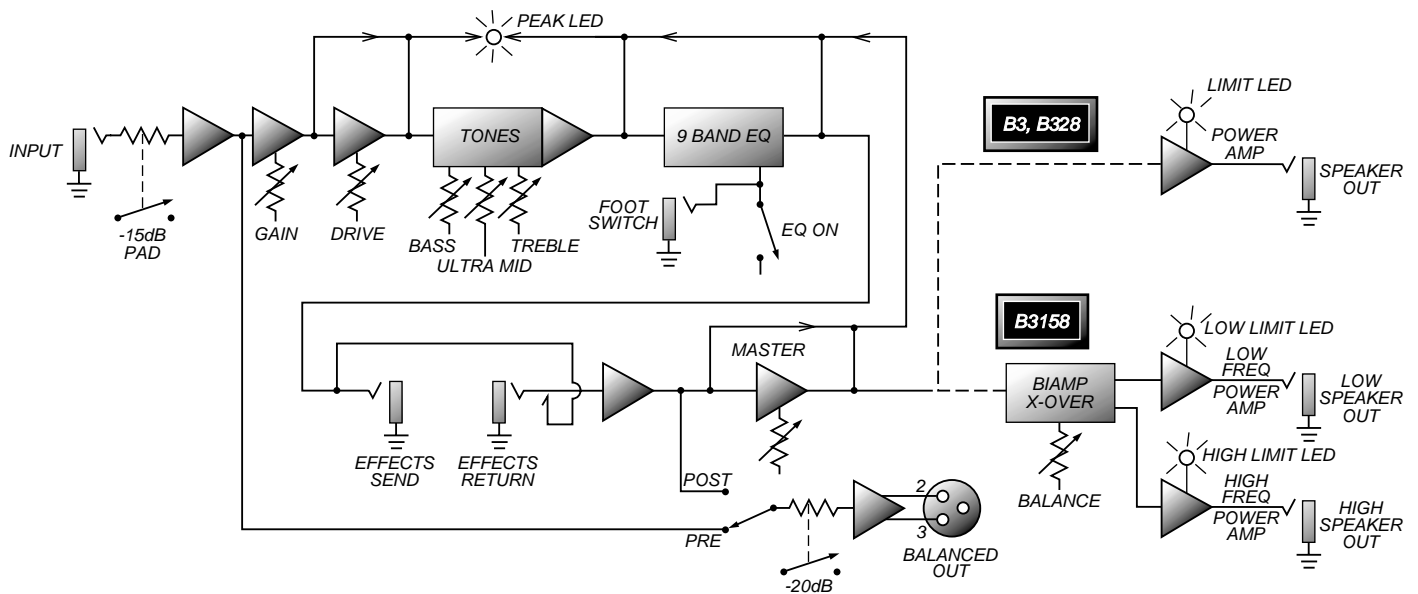 PEAK LED
INPUT
-15dB
PAD
GAIN
DRIVE
TONES
BASS
ULTRA MID
TREBLE
9 BAND EQ
FOOT
SWITCH
EQ ON
B3, B328
LIMIT LED
POWER
AMP
SPEAKER
OUT
EFFECTS
SEND
EFFECTS
RETURN
MASTER
POST
PRE
-20dB
2
3
BALANCED
OUT
B3158
BIAMP
X-OVER
BALANCE
LOW LIMIT LED
LOW
FREQ
POWER
AMP
LOW
SPEAKER
OUT
HIGH LIMIT LED
HIGH
FREQ
POWER
AMP
HIGH
SPEAKER
OUT